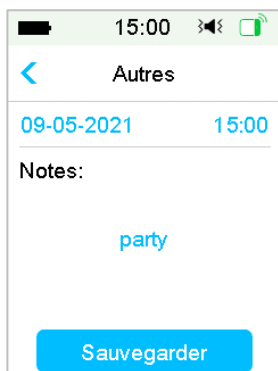 15:00
Autres
09-05-2021 15:00
Notes:
party
Sauvegarder